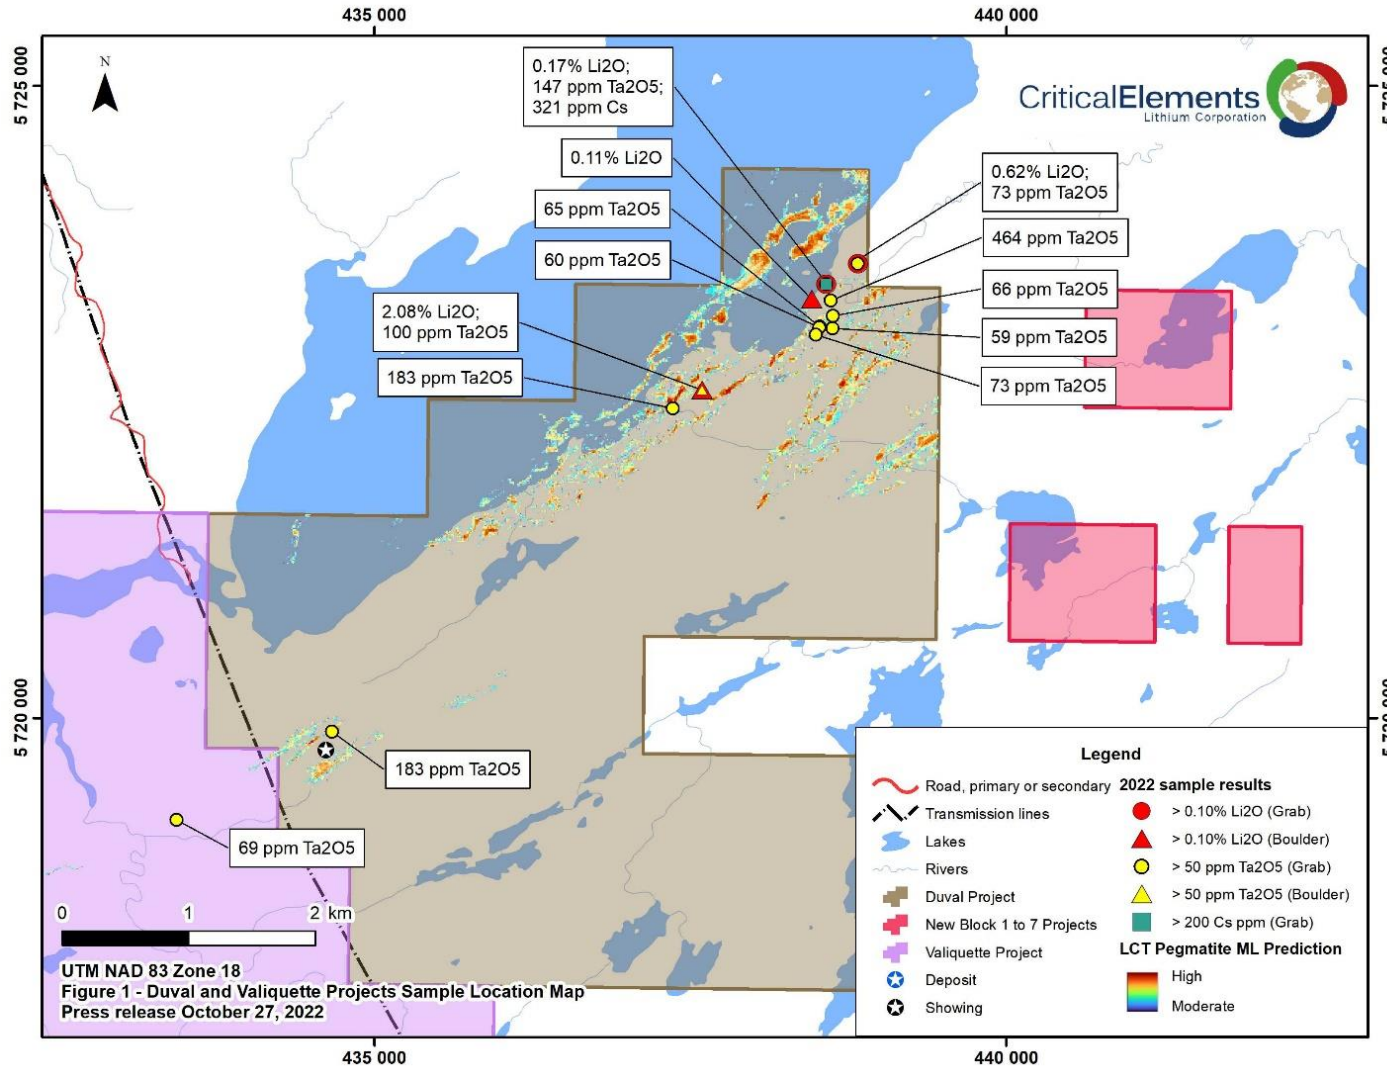 435 000
440 000
5 725 000
5 725 000
N
0.17% Li2O;
147 ppm Ta2O5;
321 ppm Cs
CriticalElements
Lithium Corporation
0.11% Li2O
0.62% Li2O;
73 ppm Ta2O5
65 ppm Ta2O5
464 ppm Ta2O5
60 ppm Ta2O5
66 ppm Ta2O5
2.08% Li2O;
100 ppm Ta2O5
59 ppm Ta2O5
183 ppm Ta2O5
73 ppm Ta2O5
5 720 000
5 720 000
183 ppm Ta2O5
69 ppm Ta2O5
0 1 2 km
UTM NAD 83 Zone 18
Figure 1 - Duval and Valiquette Projects Sample Location Map
Press release October 27, 2022
Legend
Road, primary or secondary
Transmission lines
Lakes
Rivers
Duval Project
New Block 1 to 7 Projects
Valiquette Project
Deposit
Showing
2022 sample results
> 0.10% Li2O (Grab)
> 0.10% Li2O (Boulder)
> 50 ppm Ta2O5 (Grab)
> 50 ppm Ta2O5 (Boulder)
> 200 Cs ppm (Grab)
LCT Pegmatite ML Prediction
High
Moderate
435 000
440 000